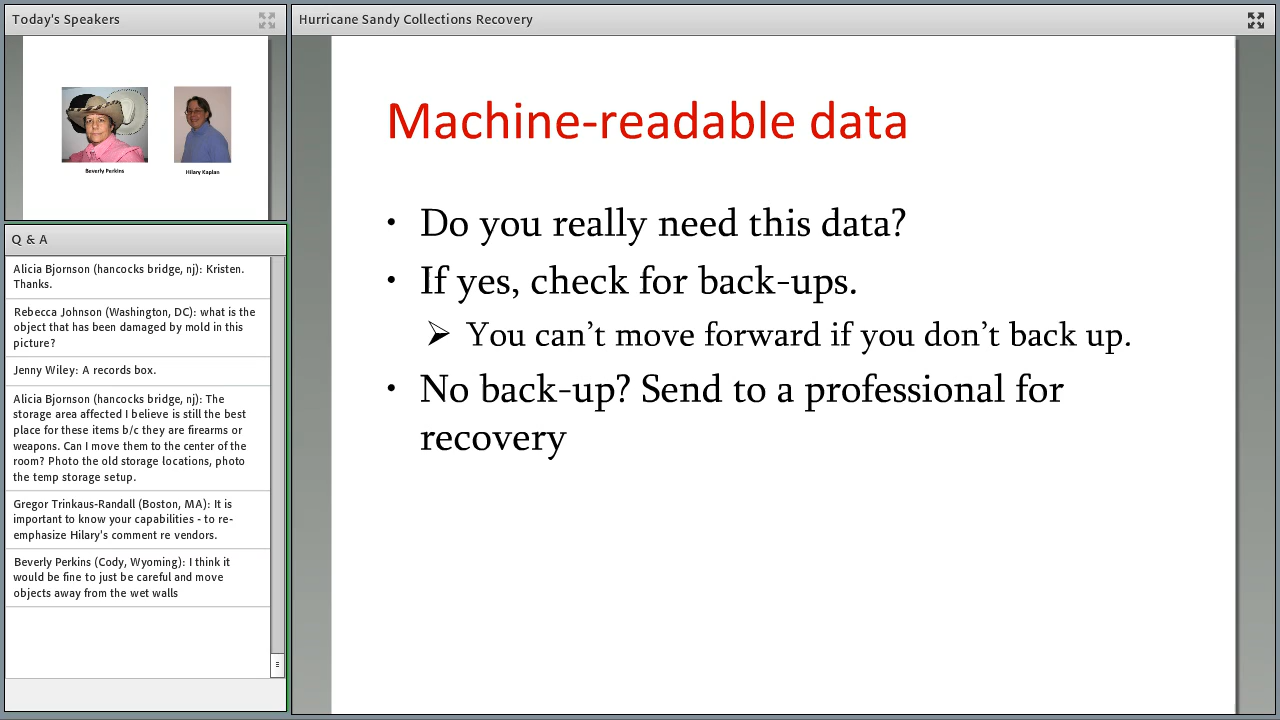 Today's Speakers
Beverly Perkins
Hilary Kaplan
Q & A
Alicia Bjornson (hancocks bridge, nj): Kristen.
Thanks.
Rebecca Johnson (Washington, DC): what is the
object that has been damaged by mold in this
picture?
Jenny Wiley: A records box.
Alicia Bjornson (hancocks bridge, nj): The
storage area affected I believe is still the best
place for these items b/c they are firearms or
weapons. Can I move them to the center of the
room? Photo the old storage locations, photo
the temp storage setup.
Gregor Trinkaus-Randall (Boston, MA): It is
important to know your capabilities - to re-
emphasize Hilary's comment re vendors.
Beverly Perkins (Cody, Wyoming): I think it
would be fine to just be careful and move
objects away from the wet walls
Hurricane Sandy Collections Recovery
Machine-readable data
• Do you really need this data?
• If yes, check for back-ups.
➢ You can’t move forward if you don’t back up.
• No back-up? Send to a professional for
recovery